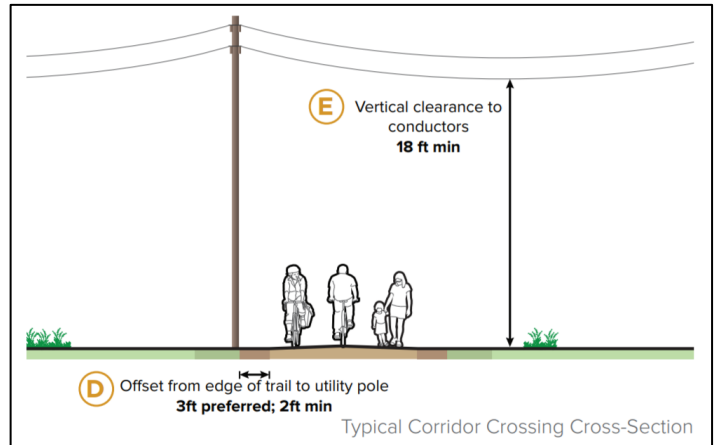 E
Vertical clearance to
conductors
18 ft min
D
Offset from edge of trail to utility pole
3ft preferred; 2ft min
Typical Corridor Crossing Cross-Section